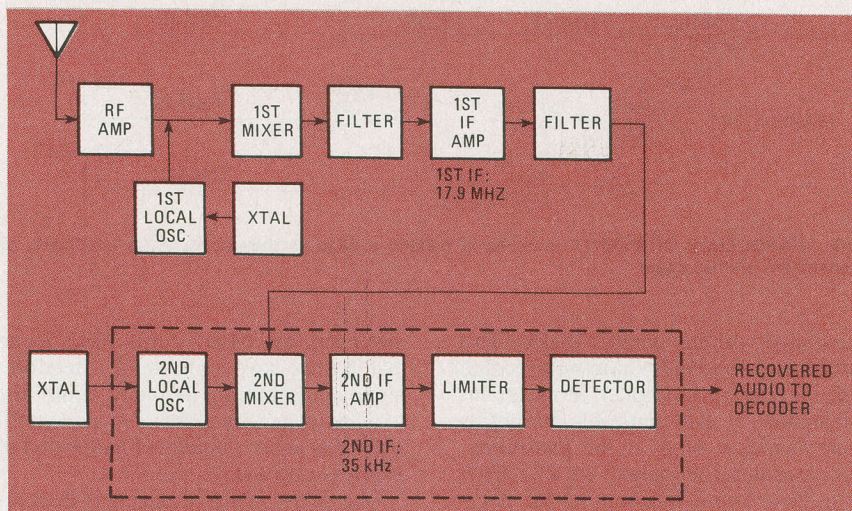 RF
AMP
1ST
MIXER
FILTER
1ST
IF
AMP
FILTER
1ST IF:
17.9 MHZ
1ST
LOCAL
OSC
XTAL
XTAL
2ND
LOCAL
OSC
2ND
MIXER
2ND IF
AMP
LIMITER
DETECTOR
RECOVERED
AUDIO TO
DECODER
2ND IF:
35 kHz